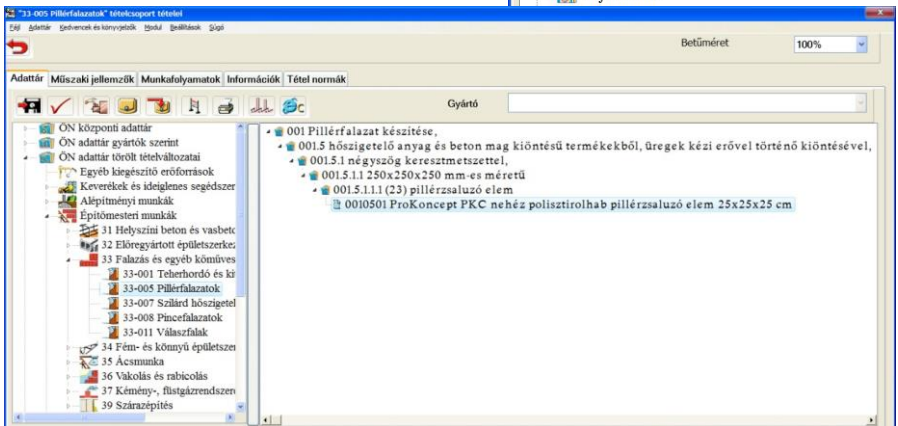 "33-005 Pillérfalazatok" tételcsoport tételei
Fájl Adattár Kedvencek és könyvjelzők Modul Beállítások Súgó
Betűméret 100%
Adattár Műszaki jellemzők Munkafolyamatok Információk Tétel normák
Gyártó
ÖN központi adattár
ÖN adattár gyártók szerint
ÖN adattár törölt tételváltozatai
Egyéb kiegészítő erőforrások
Keverékek és ideiglenes segédszer
Alépítményi munkák
Építőmesteri munkák
31 Helyszíni beton és vasbeto
32 Előregyártott épületszerkez
33 Falazás és egyéb kőműves
33-001 Teherhordó és ki
33-005 Pillérfalazatok
33-007 Szilárd hőszigetel
33-008 Pincefalazatok
33-011 Válaszfalak
34 Fém- és könnyű épületszer
35 Ácsmunka
36 Vakolás és rabicolás
37 Kémény-, füstgázrendszer
39 Szárazépítés
001 Pillérfalazat készítése,
001.5 hőszigetelő anyag és beton mag kiöntésű termékekből, üregek kézi erővel történő kiöntésével,
001.5.1 négyszög keresztmetszettel,
001.5.1.1 250x250x250 mm-es méretű
001.5.1.1.1 (23) pillérzsaluzó elem
0010501 ProKoncept PKC nehéz polisztirolhab pillérzsaluzó elem 25x25x25 cm